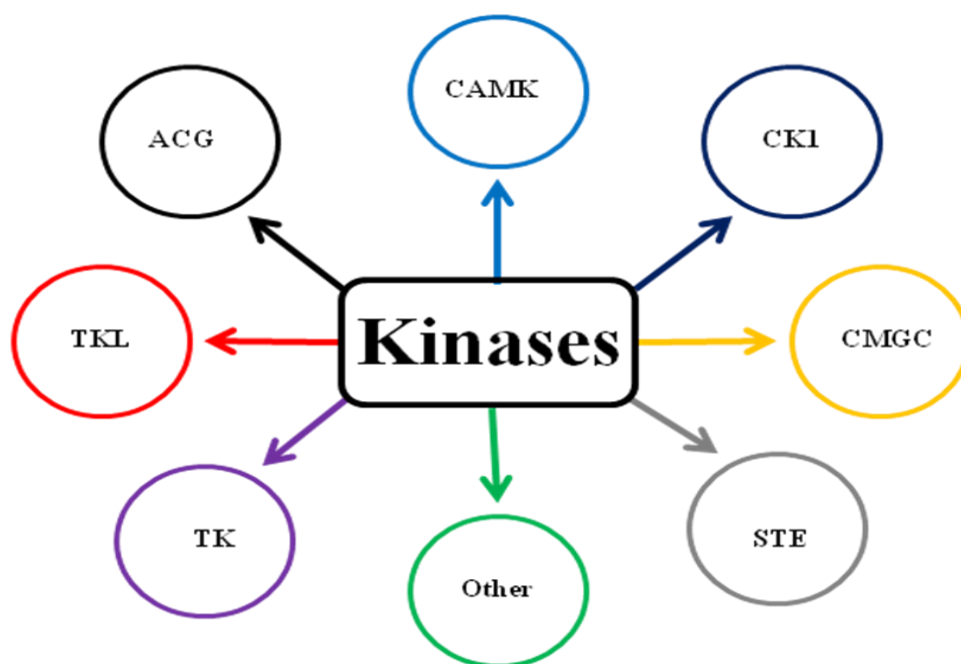 CAMK
ACG
CK1
TKL
Kinases
CMGC
TK
STE
Other